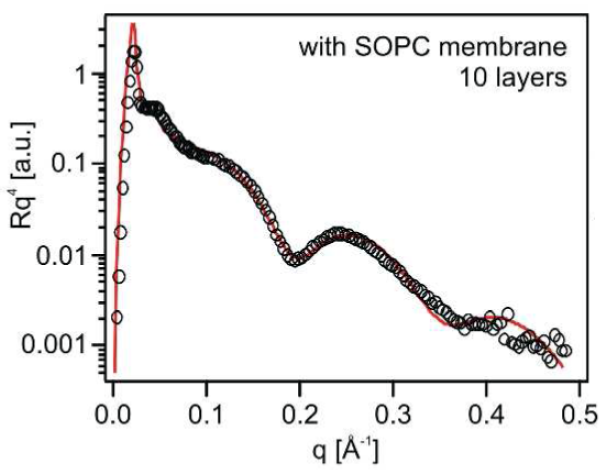 with SOPC membrane
10 layers
Rq⁴ [a.u.]
1
0.1
0.01
0.001
0.0 0.1 0.2 0.3 0.4 0.5
q [Å⁻¹]